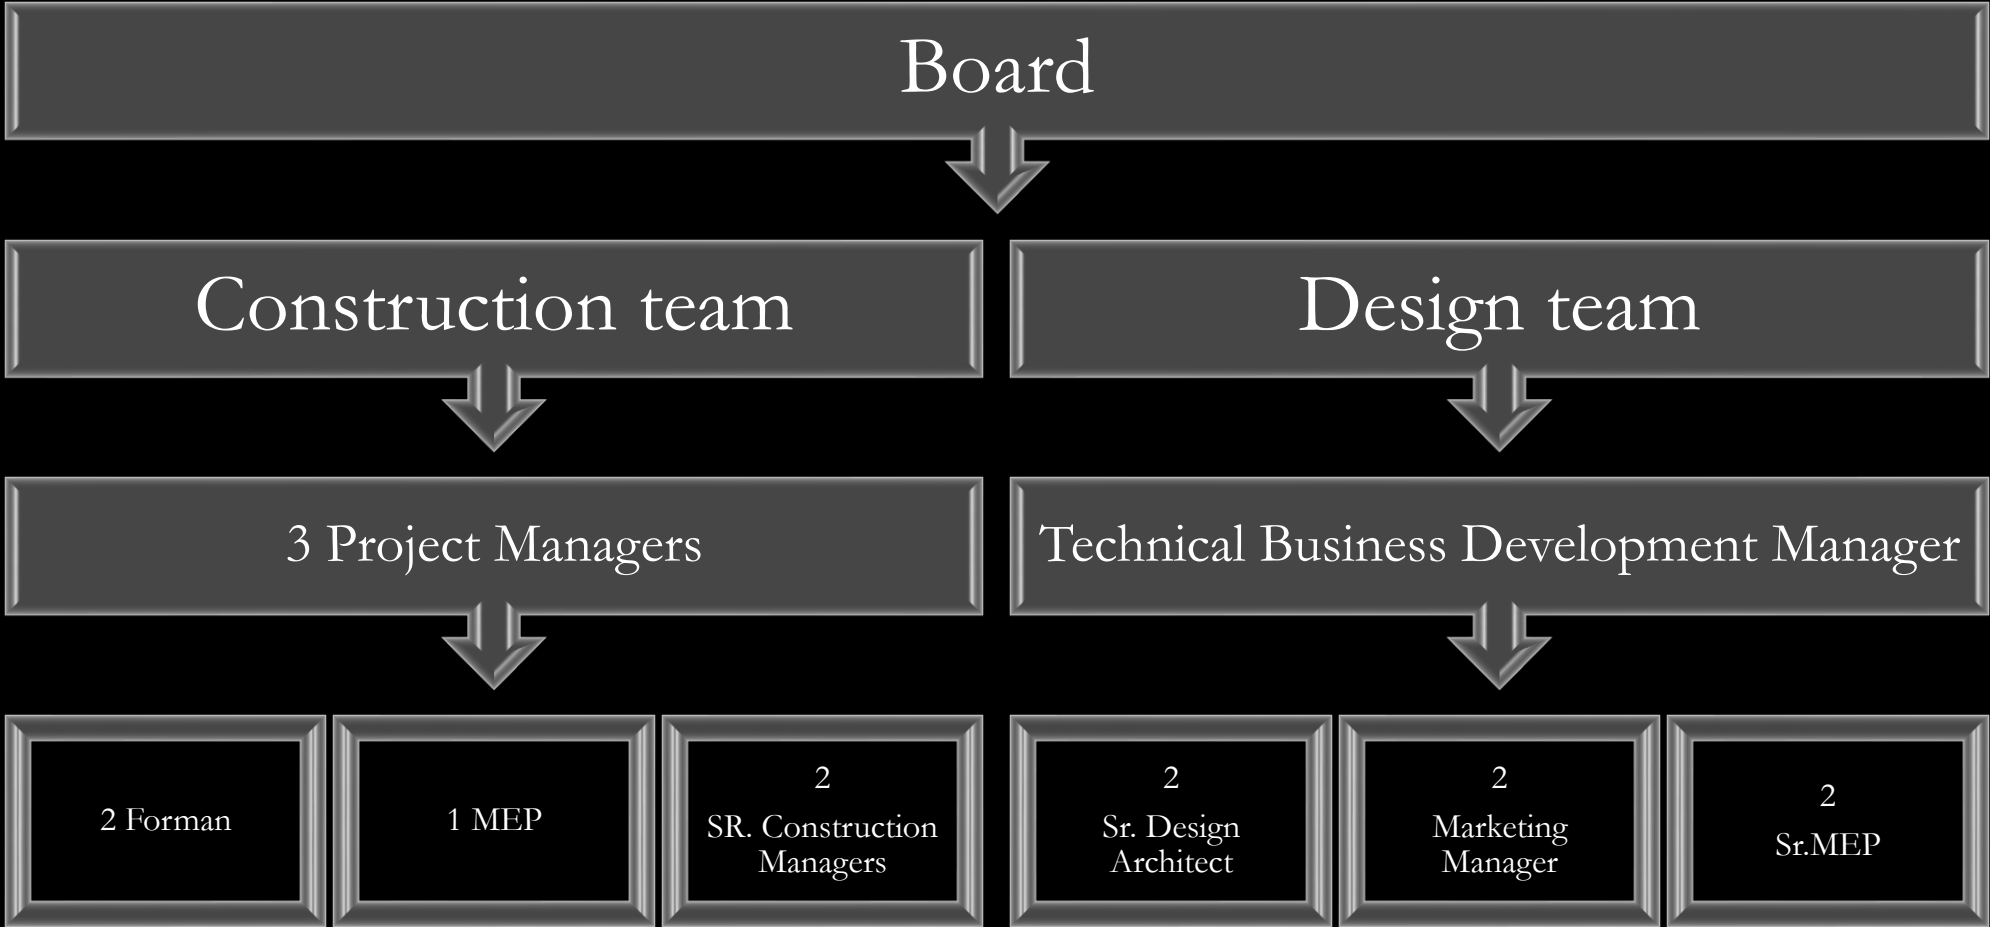 Board
Construction team
Design team
3 Project Managers
Technical Business Development Manager
2 Forman
1 MEP
2
SR. Construction
Managers
2
Sr. Design
Architect
2
Marketing
Manager
2
Sr.MEP